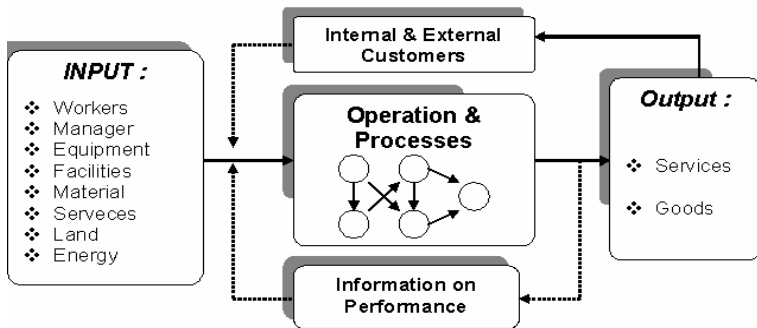 INPUT :
❖ Workers
❖ Manager
❖ Equipment
❖ Facilities
❖ Material
❖ Serveces
❖ Land
❖ Energy
Internal & External
Customers
Operation &
Processes
Information on
Performance
Output :
❖ Services
❖ Goods